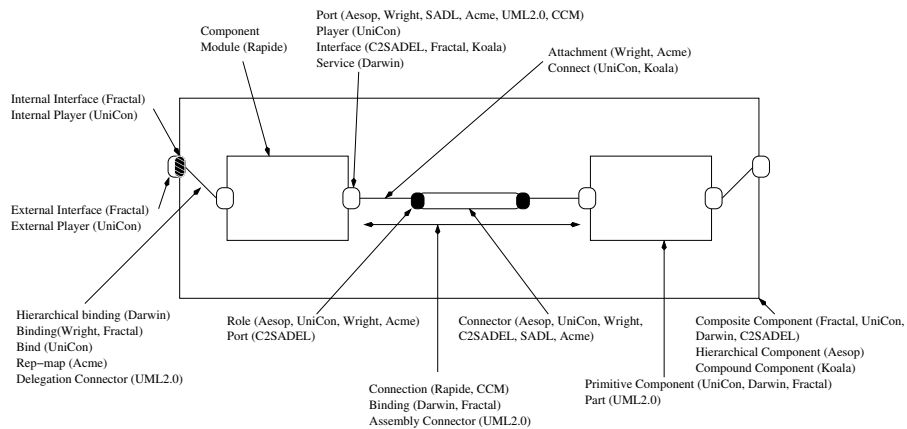 Port (Aesop, Wright, SADL, Acme, UML2.0, CCM)
Player (UniCon)
Interface (C2SADEL, Fractal, Koala)
Service (Darwin)
Component
Module (Rapide)
Attachment (Wright, Acme)
Connect (UniCon, Koala)
Internal Interface (Fractal)
Internal Player (UniCon)
External Interface (Fractal)
External Player (UniCon)
Hierarchical binding (Darwin)
Binding(Wright, Fractal)
Bind (UniCon)
Rep−map (Acme)
Delegation Connector (UML2.0)
Role (Aesop, UniCon, Wright, Acme)
Port (C2SADEL)
Connector (Aesop, UniCon, Wright,
C2SADEL, SADL, Acme)
Composite Component (Fractal, UniCon,
Darwin, C2SADEL)
Hierarchical Component (Aesop)
Compound Component (Koala)
Primitive Component (UniCon, Darwin, Fractal)
Part (UML2.0)
Connection (Rapide, CCM)
Binding (Darwin, Fractal)
Assembly Connector (UML2.0)